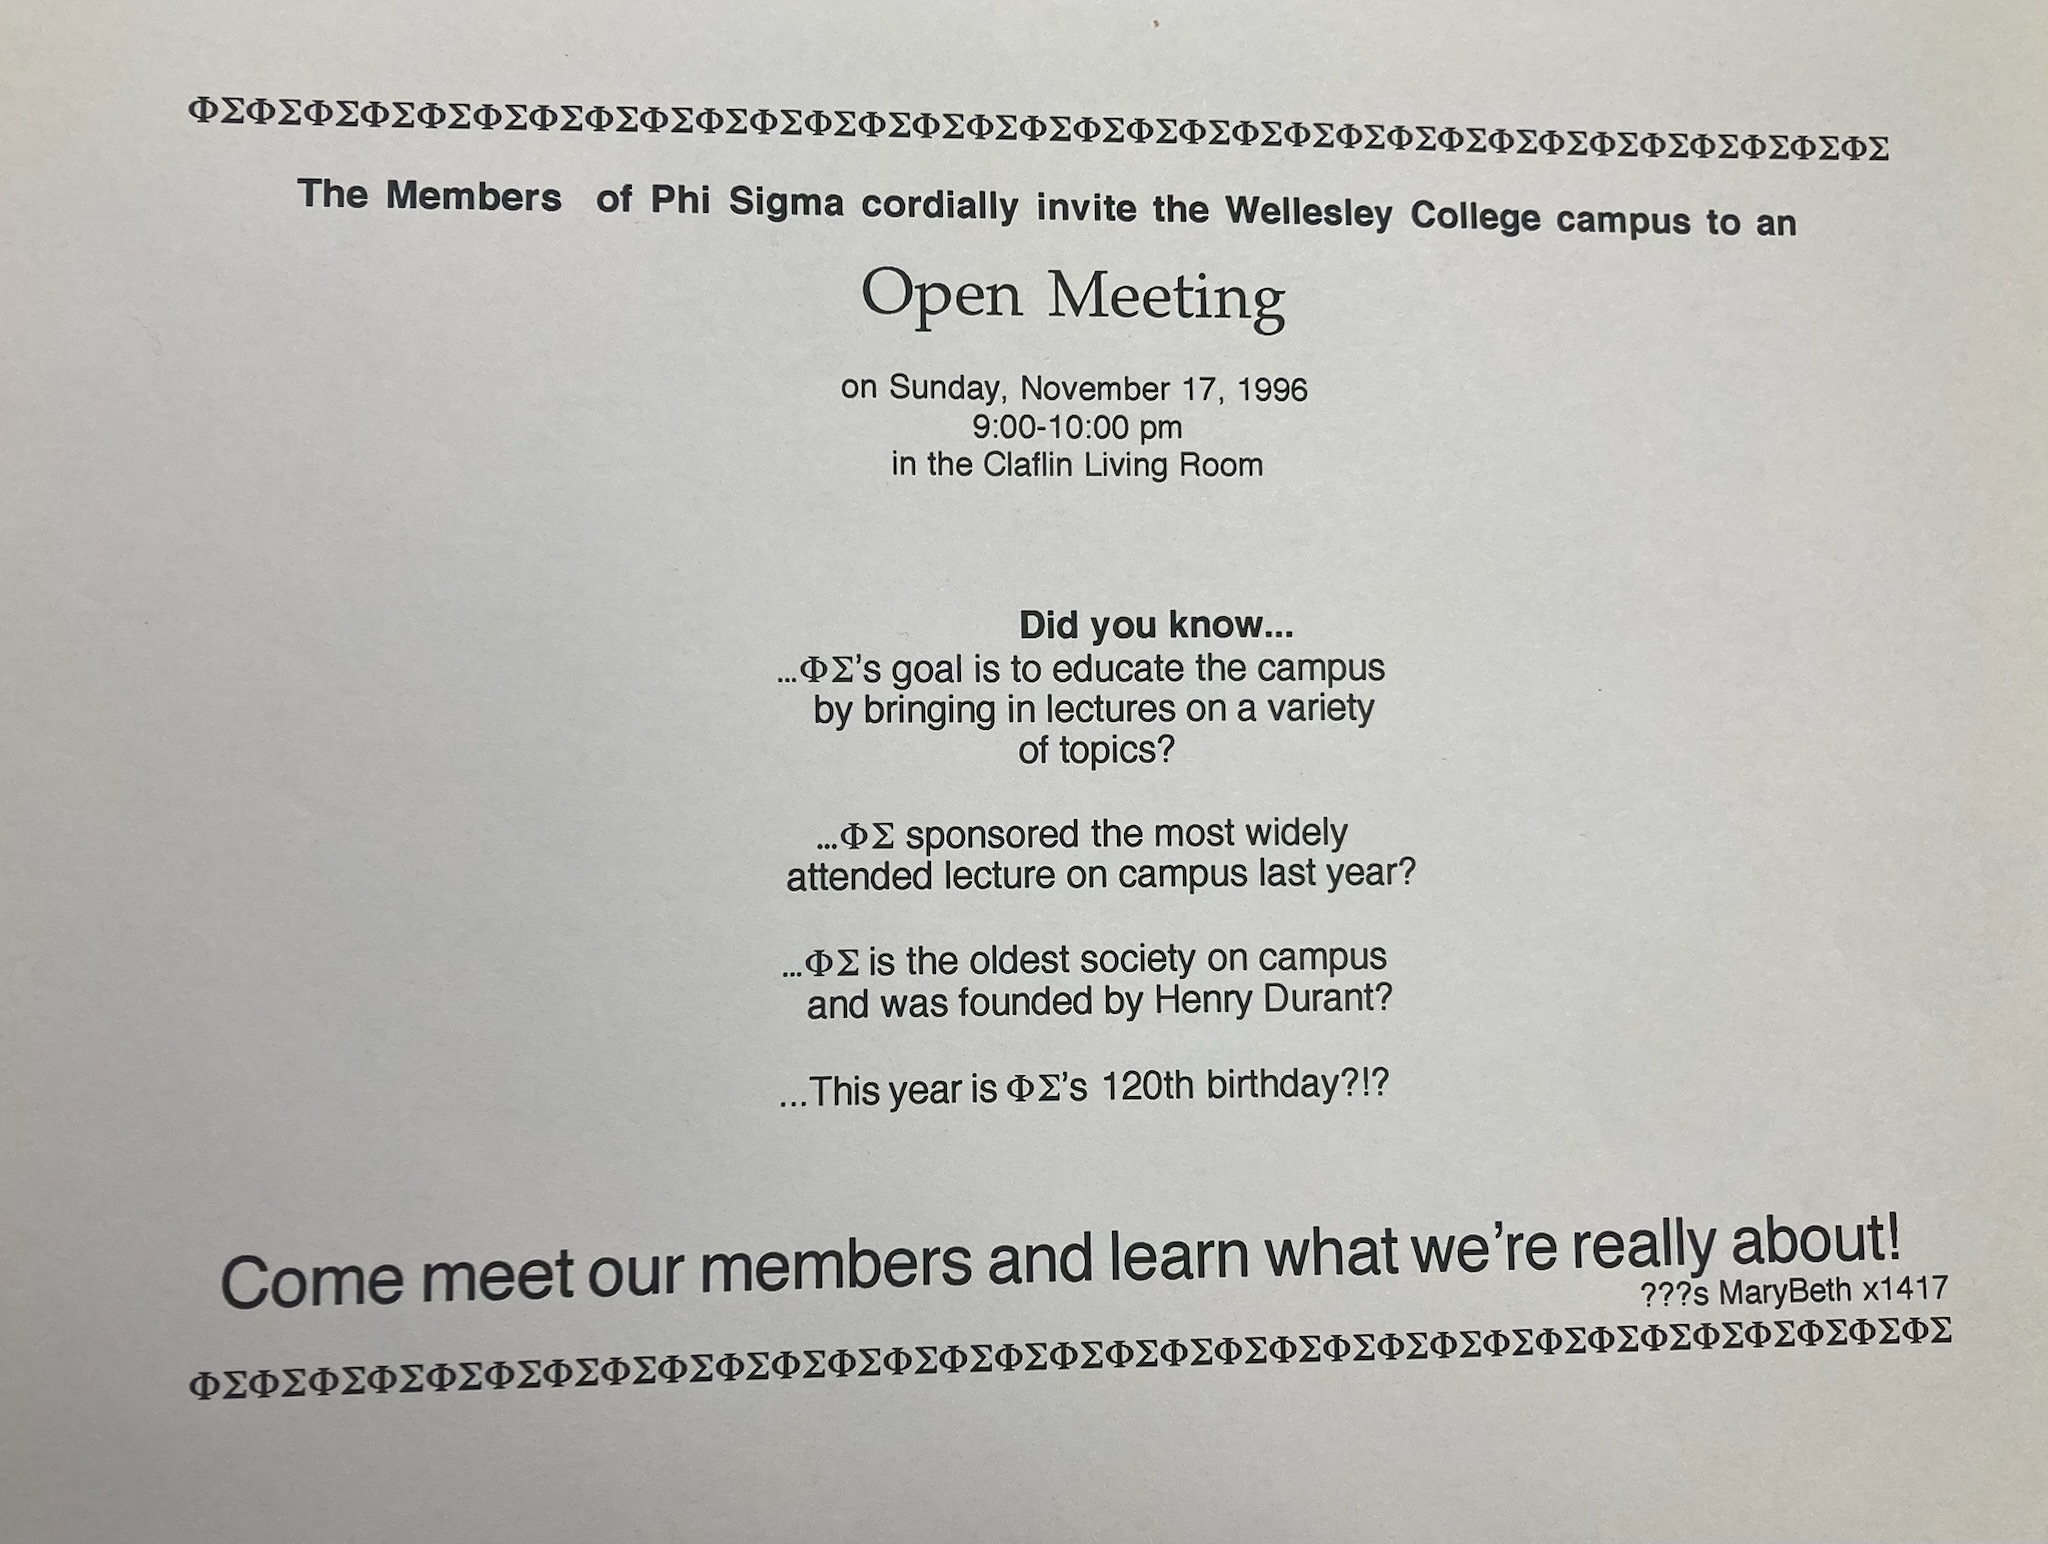 ΦΣΦΣΦΣΦΣΦΣΦΣΦΣΦΣΦΣΦΣΦΣΦΣΦΣΦΣΦΣΦΣΦΣΦΣΦΣΦΣΦΣΦΣΦΣΦΣΦΣΦΣΦΣΦΣΦΣΦΣΦΣΦΣ
The Members of Phi Sigma cordially invite the Wellesley College campus to an
Open Meeting
on Sunday, November 17, 1996
9:00-10:00 pm
in the Claflin Living Room
Did you know...
...ΦΣ's goal is to educate the campus
by bringing in lectures on a variety
of topics?
...ΦΣ sponsored the most widely
attended lecture on campus last year?
...ΦΣ is the oldest society on campus
and was founded by Henry Durant?
...This year is ΦΣ's 120th birthday?!?
Come meet our members and learn what we're really about!
???s MaryBeth x1417
ΦΣΦΣΦΣΦΣΦΣΦΣΦΣΦΣΦΣΦΣΦΣΦΣΦΣΦΣΦΣΦΣΦΣΦΣΦΣΦΣΦΣΦΣΦΣΦΣΦΣΦΣΦΣΦΣΦΣΦΣΦΣΦΣ